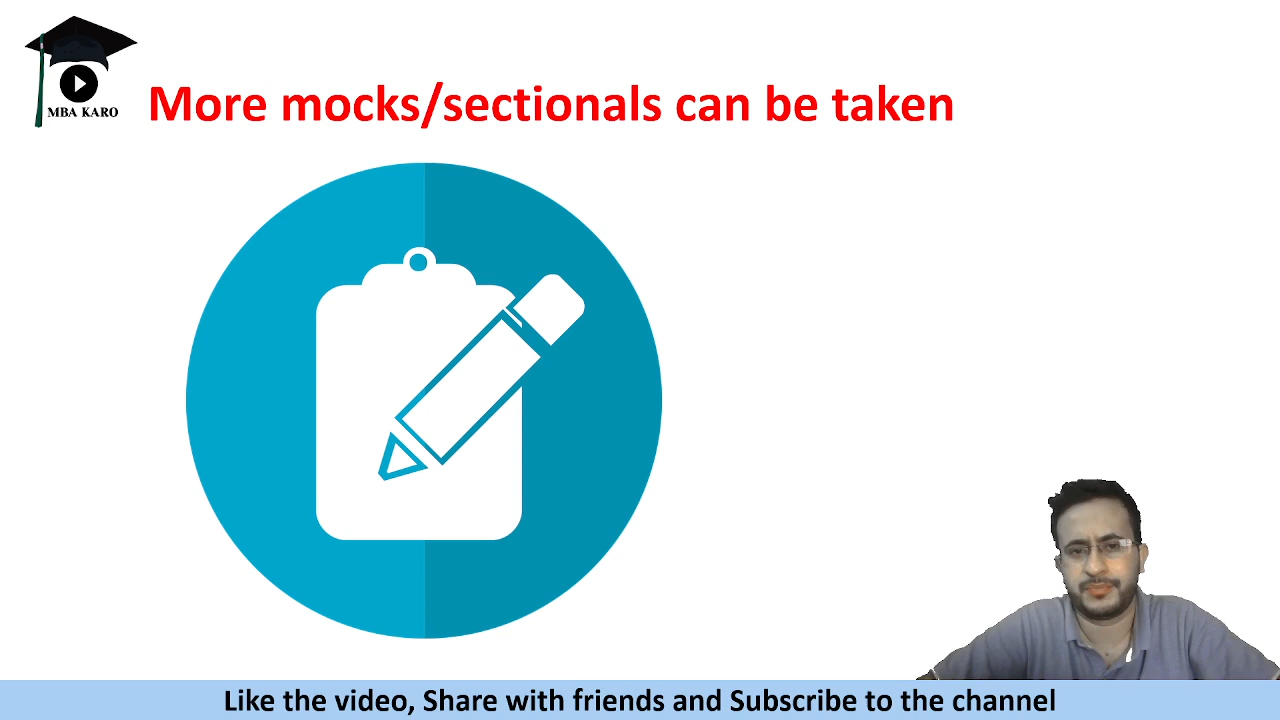 More mocks/sectionals can be taken
MBA KARO
Like the video, Share with friends and Subscribe to the channel